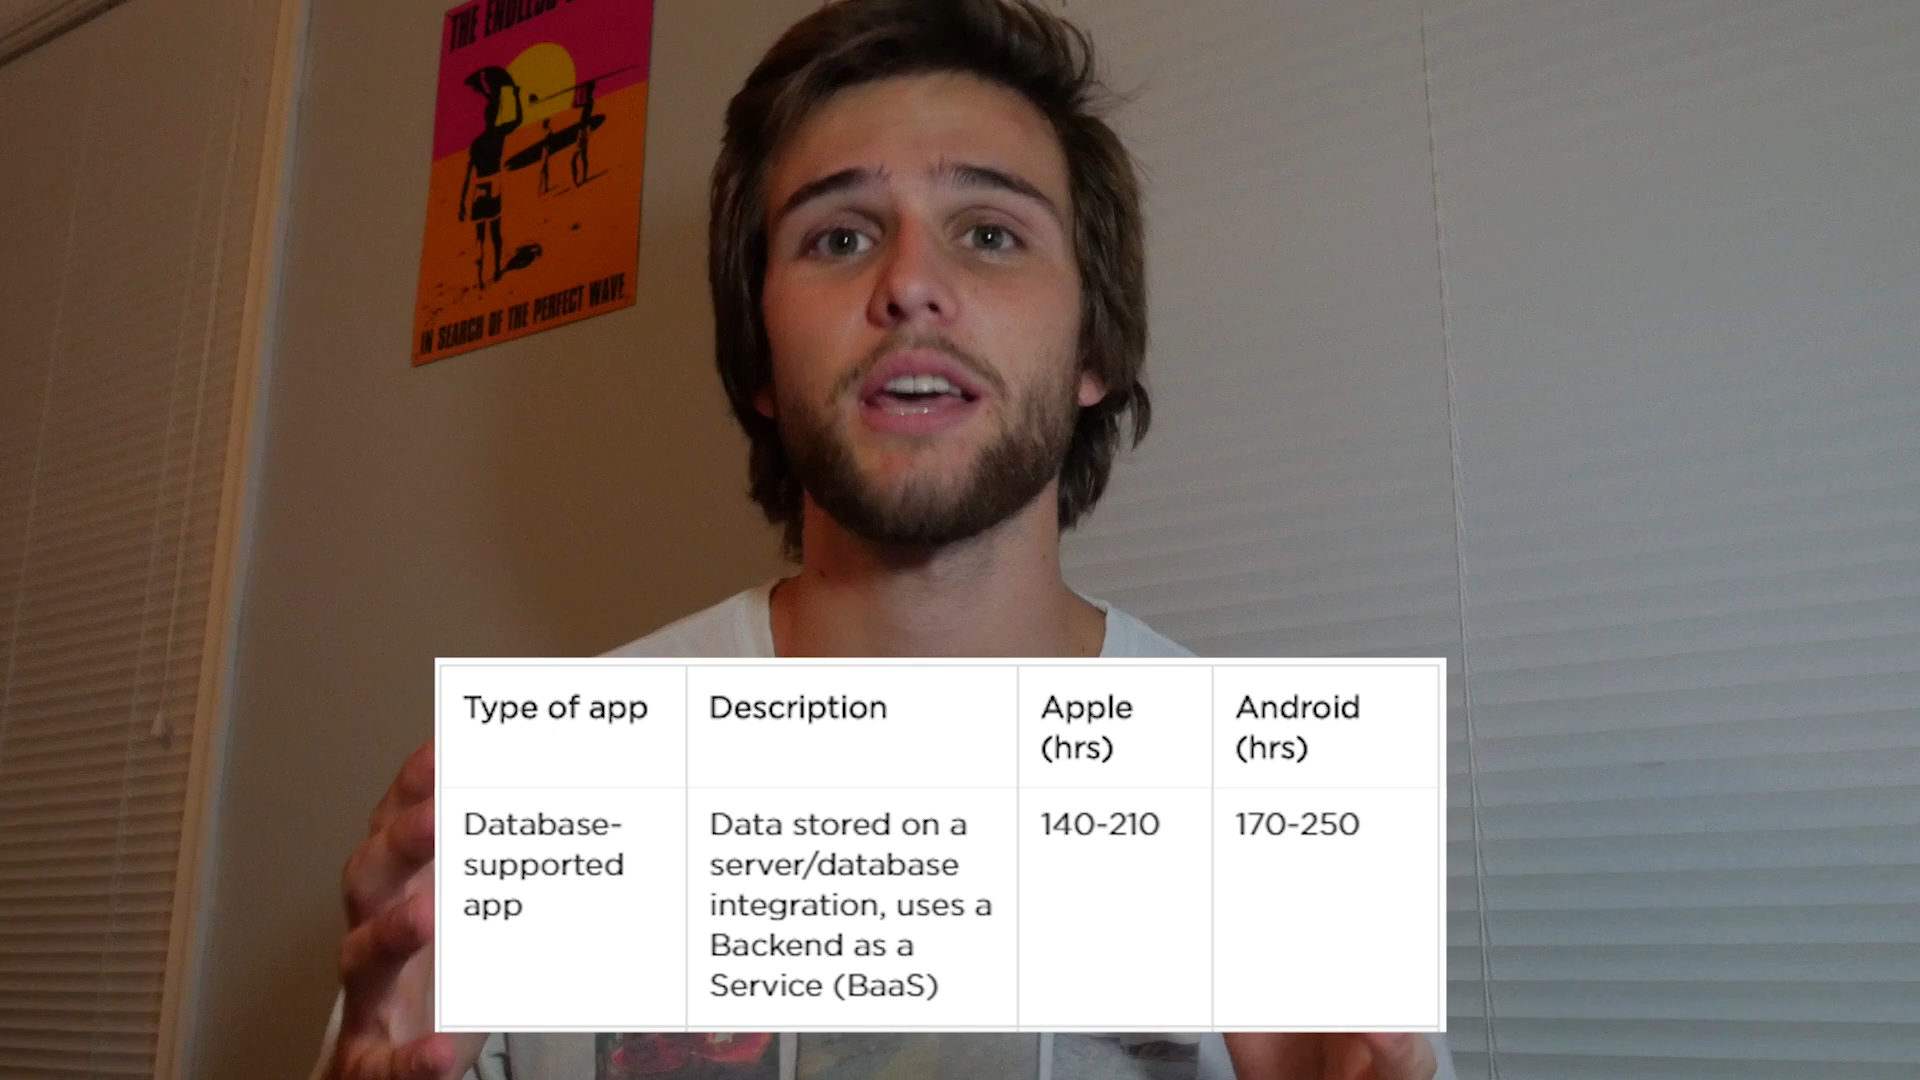 THE ENDLESS
IN SEARCH OF THE PERFECT WAVE
Type of app
Description
Apple
(hrs)
Android
(hrs)
Database-
supported
app
Data stored on a
server/database
integration, uses a
Backend as a
Service (BaaS)
140-210
170-250